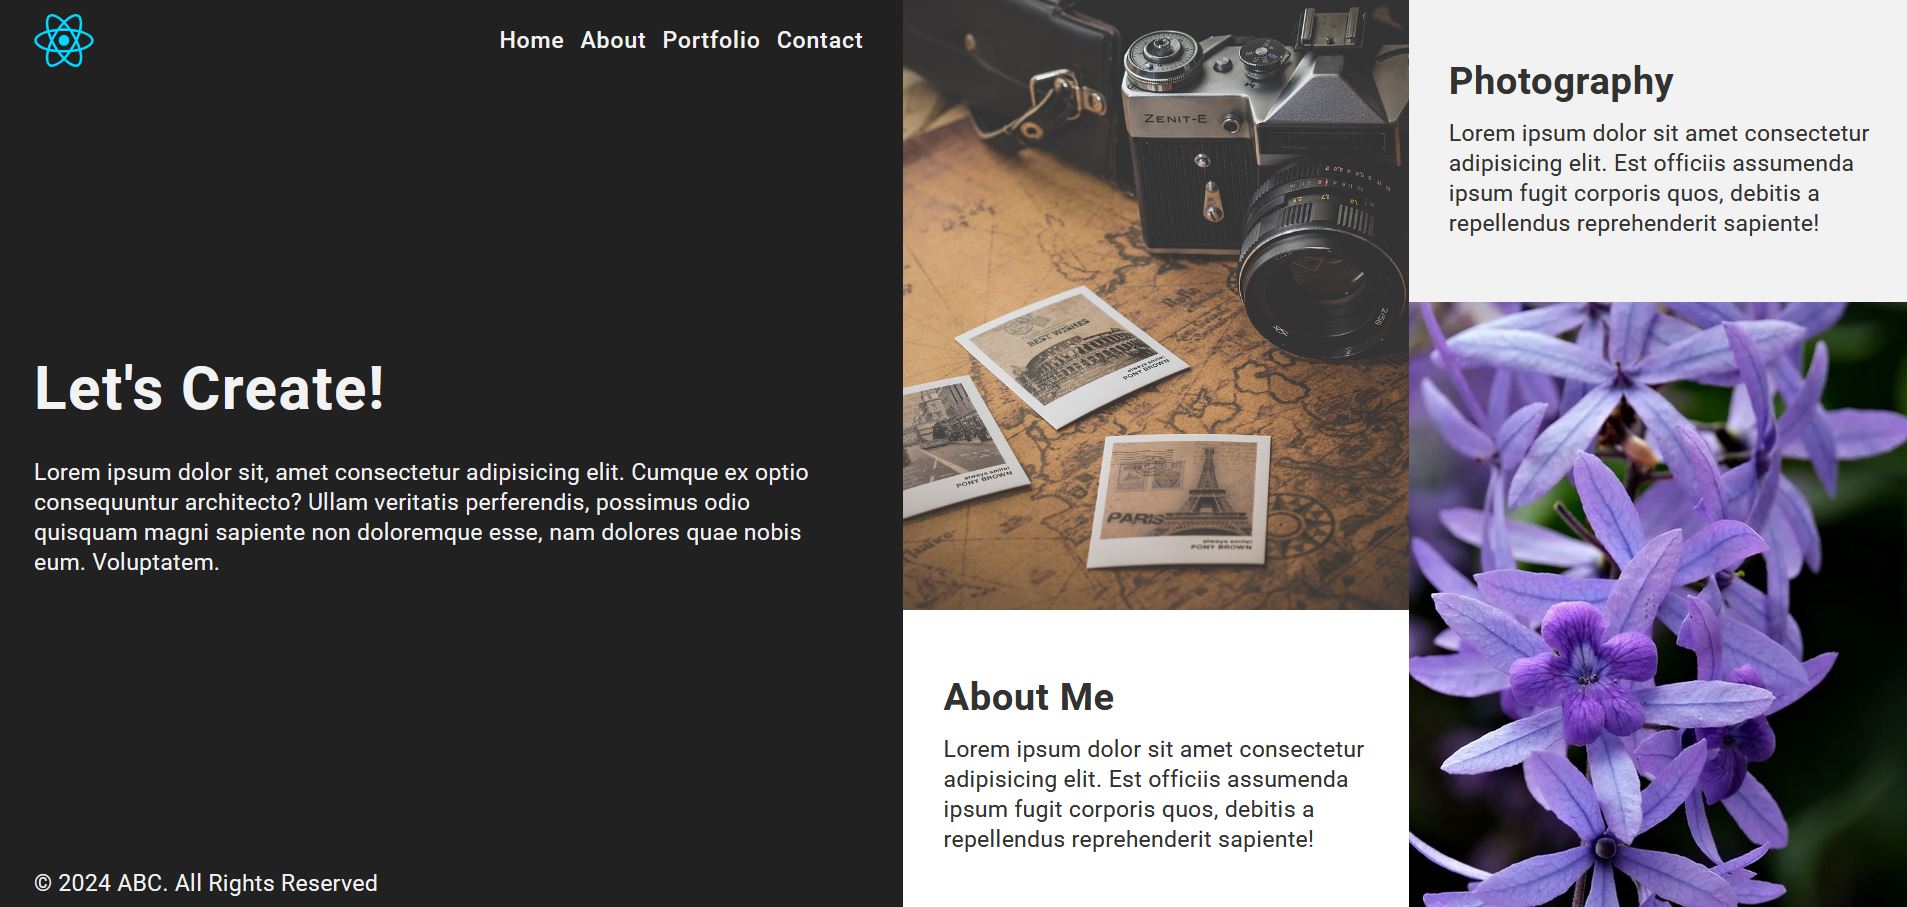 Home About Portfolio Contact
Let's Create!
Lorem ipsum dolor sit, amet consectetur adipisicing elit. Cumque ex optio
consequuntur architecto? Ullam veritatis perferendis, possimus odio
quisquam magni sapiente non doloremque esse, nam dolores quae nobis
eum. Voluptatem.
© 2024 ABC. All Rights Reserved
ZENIT-E
BEST WISHES
always smile!
PONY BROWN
always smile!
PONY BROWN
PARIS
always smile!
PONY BROWN
About Me
Lorem ipsum dolor sit amet consectetur
adipisicing elit. Est officiis assumenda
ipsum fugit corporis quos, debitis a
repellendus reprehenderit sapiente!
Photography
Lorem ipsum dolor sit amet consectetur
adipisicing elit. Est officiis assumenda
ipsum fugit corporis quos, debitis a
repellendus reprehenderit sapiente!